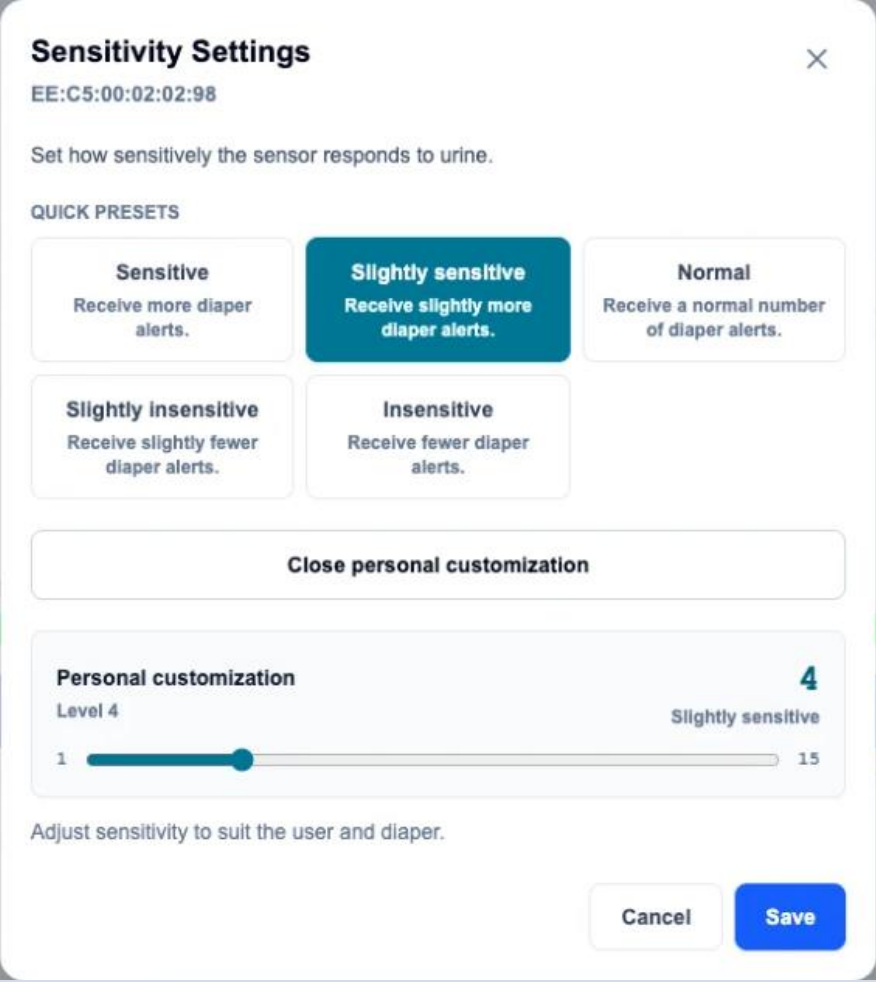 Sensitivity Settings
EE:C5:00:02:02:98
Set how sensitively the sensor responds to urine.
QUICK PRESETS
Sensitive
Receive more diaper
alerts.
Slightly sensitive
Receive slightly more
diaper alerts.
Normal
Receive a normal number
of diaper alerts.
Slightly insensitive
Receive slightly fewer
diaper alerts.
Insensitive
Receive fewer diaper
alerts.
Close personal customization
Personal customization
4
Level 4
Slightly sensitive
1
15
Adjust sensitivity to suit the user and diaper.
Cancel
Save